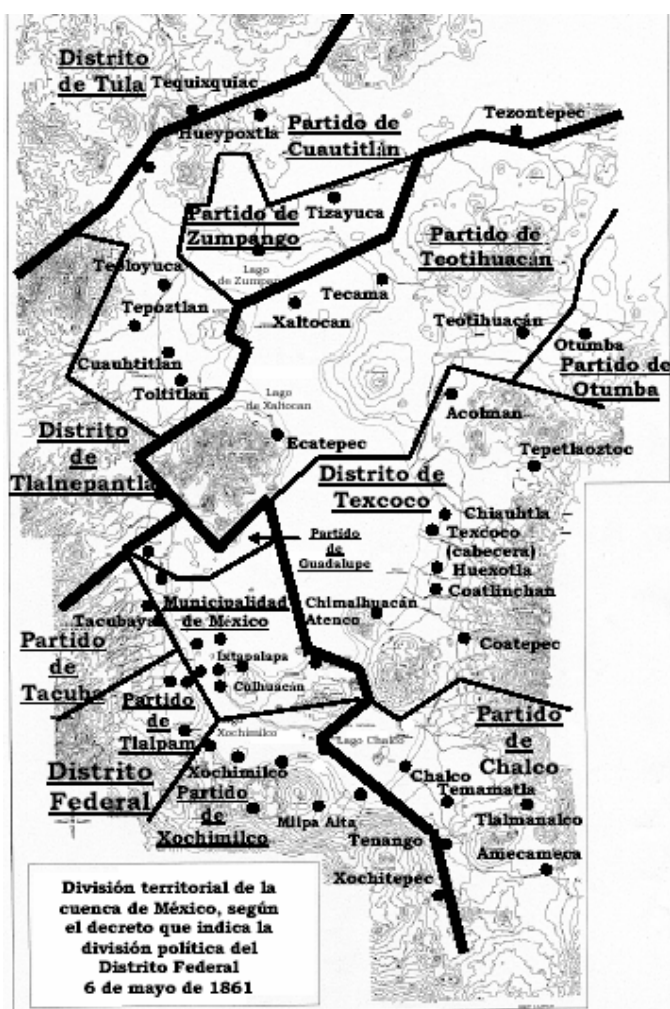 Distrito
de Tula
Tequixquiac
Hueypoxtla
Partido de
Cuautitlán
Tezontepec
Partido de
Zumpango
Tizayuca
Partido de
Teotihuacán
Teoloyuca
Lago
de Zumpan
Tecama
Tepoztlan
Xaltocan
Teotihuacán
Otumba
Cuauhtitlan
Partido de
Otumba
Toltitlan
Lago
de Xaltocan
Acolman
Distrito
de
Tlalnepantla
Ecatepec
Tepetlaoztoc
Distrito de
Texcoco
Chiauhtla
Texcoco
(cabecera)
Partido
de
Guadalupe
Huexotla
Coatlinchan
Tacubaya
Municipalidad
de México
Chimalhuacán
Atenco
Partido
de
Tacuba
Ixtapalapa
Coatepec
Culhuacán
Partido
de
Tlalpam
Xochimilco
Lago Chalco
Partido
de
Chalco
Distrito
Federal
Xochimilco
Chalco
Partido
de
Xochimilco
Temamatla
Milpa Alta
Tlalmanalco
Tenango
Amecameca
Xochitepec
División territorial de la
cuenca de México, según
el decreto que indica la
división política del
Distrito Federal
6 de mayo de 1861